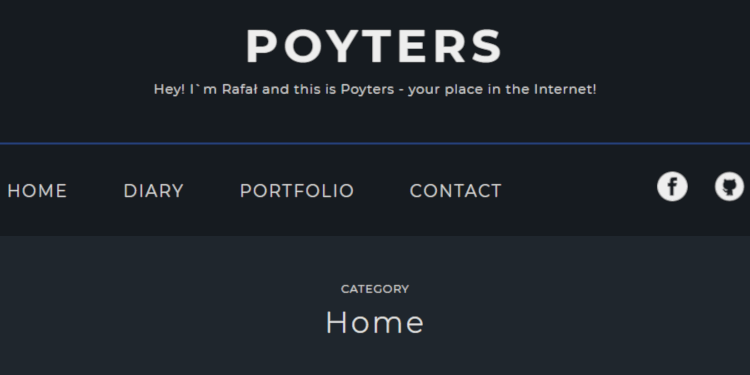 POYTERS
Hey! I`m Rafał and this is Poyters - your place in the Internet!
HOME DIARY PORTFOLIO CONTACT
CATEGORY
Home